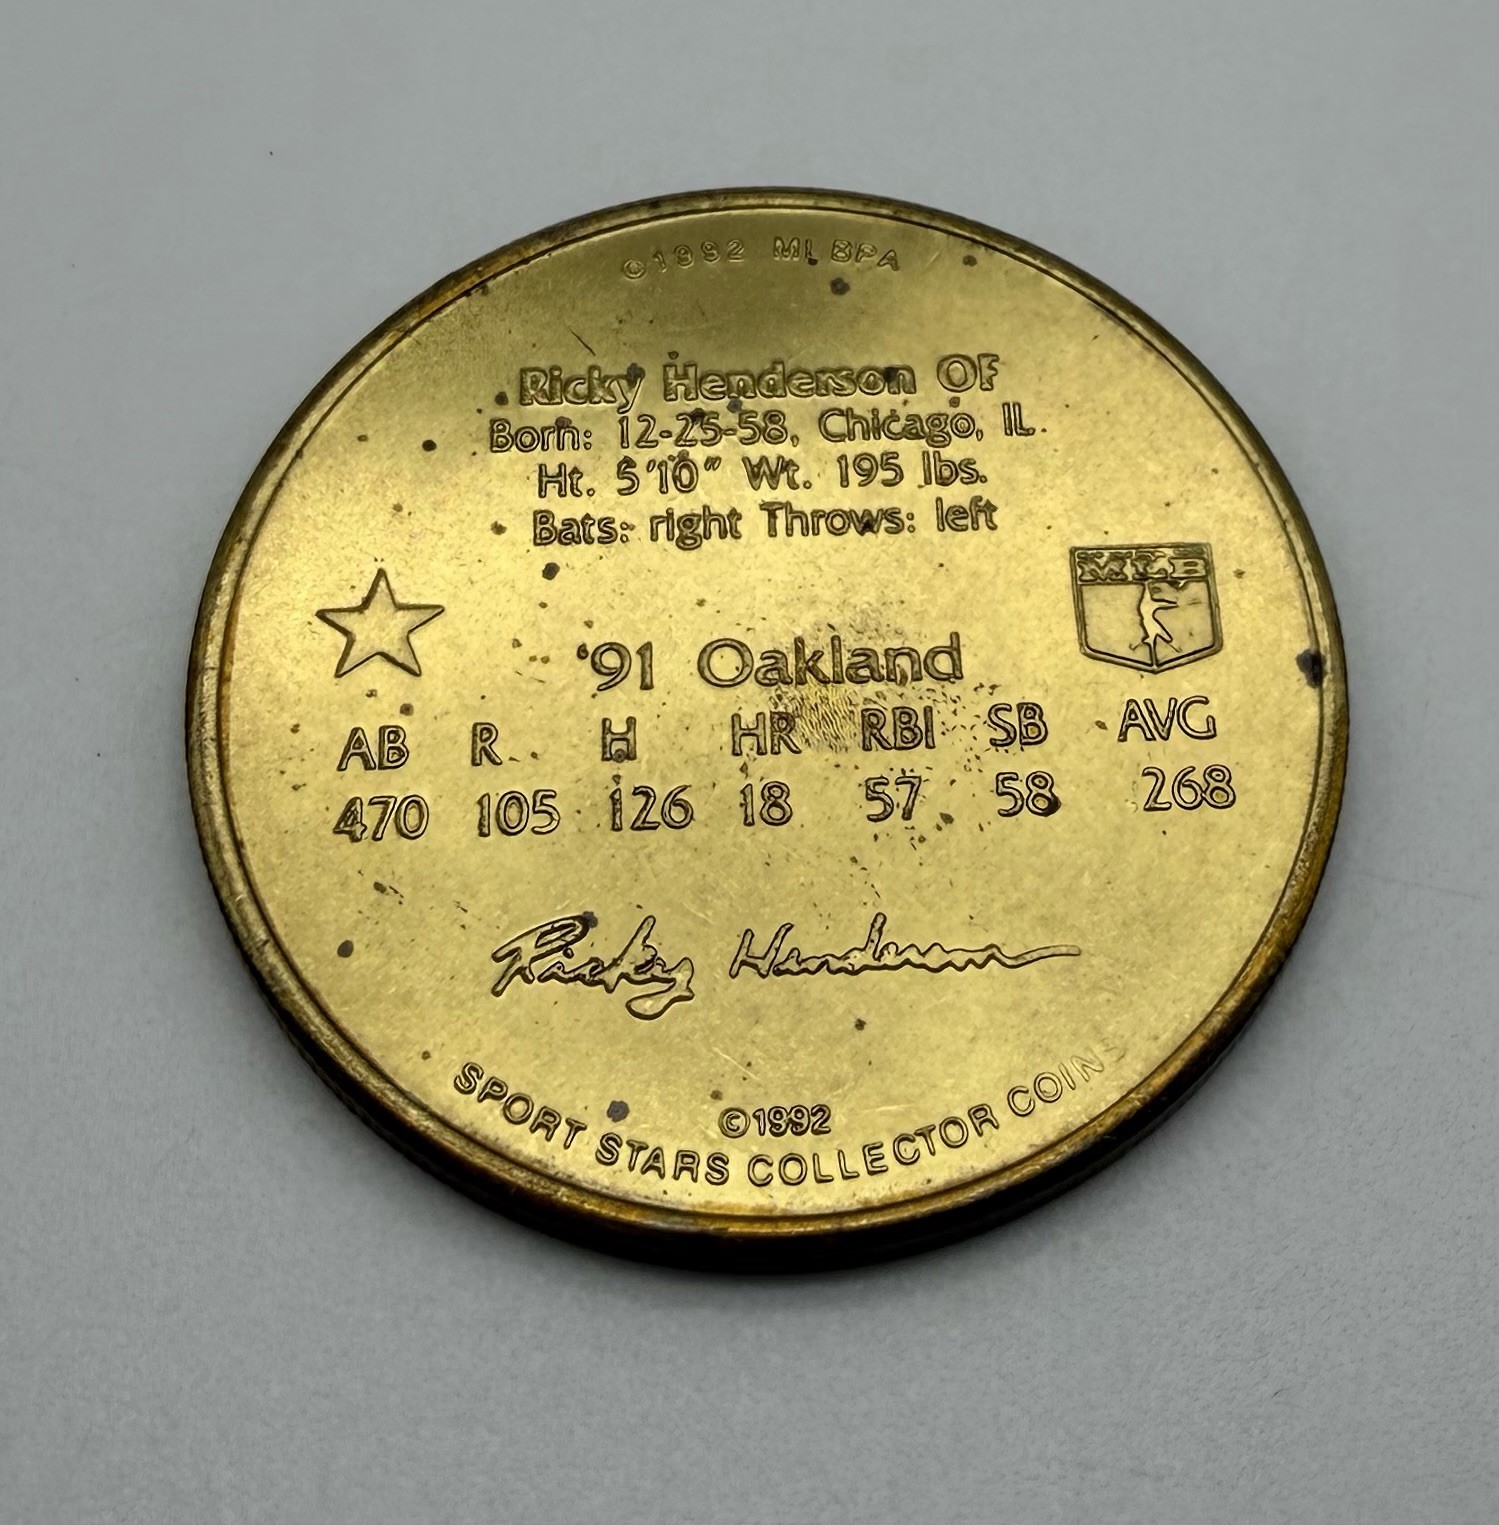 ©1992 MLBPA
Ricky Henderson OF
Born: 12-25-58, Chicago, IL.
Ht. 5'10" Wt. 195 lbs.
Bats: right Throws: left
MLB
'91 Oakland
AB R H HR RBI SB AVG
470 105 126 18 57 58 268
Ricky Henderson
©1992
SPORT STARS COLLECTOR COINS